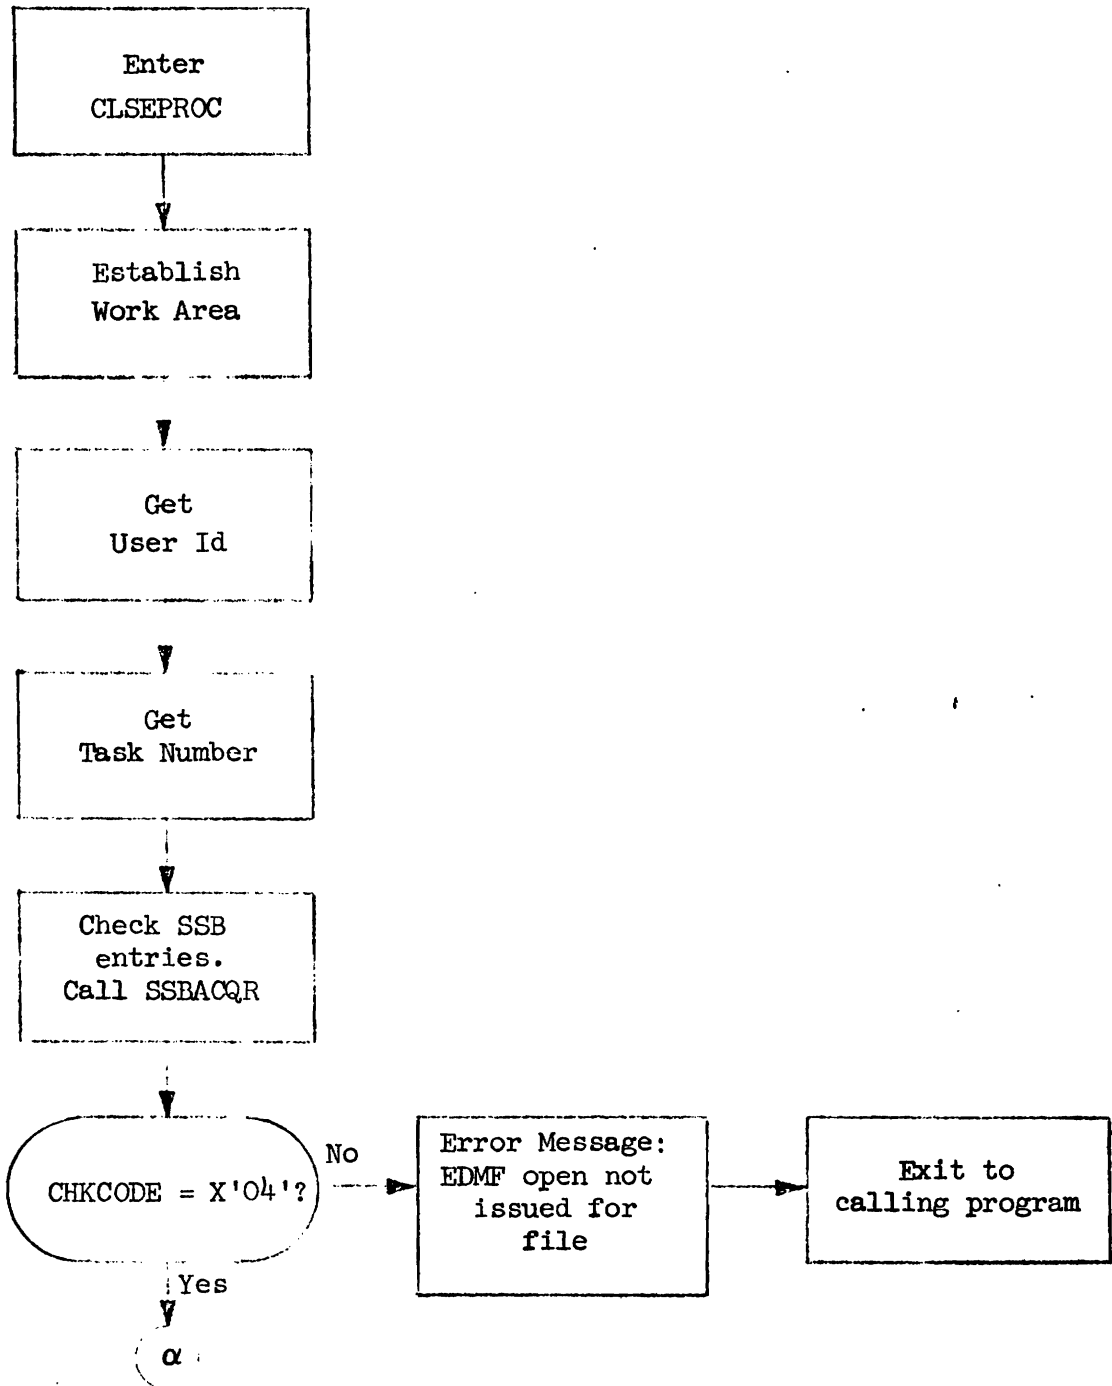 Enter
CLSEPROC
Establish
Work Area
Get
User Id
Get
Task Number
Check SSB
entries.
Call SSBACQR
CHKCODE = X'04'?
No
Error Message:
EDMF open not
issued for
file
Exit to
calling program
Yes
α